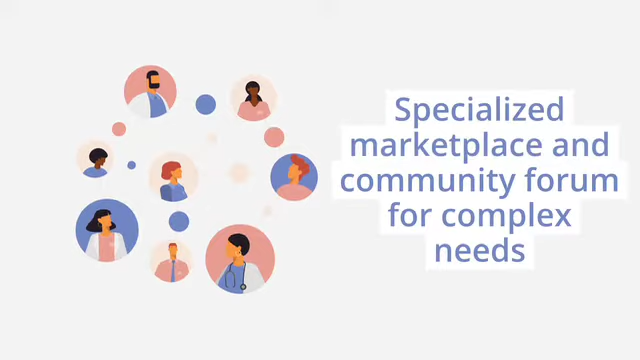 Specialized
marketplace and
community forum
for complex
needs